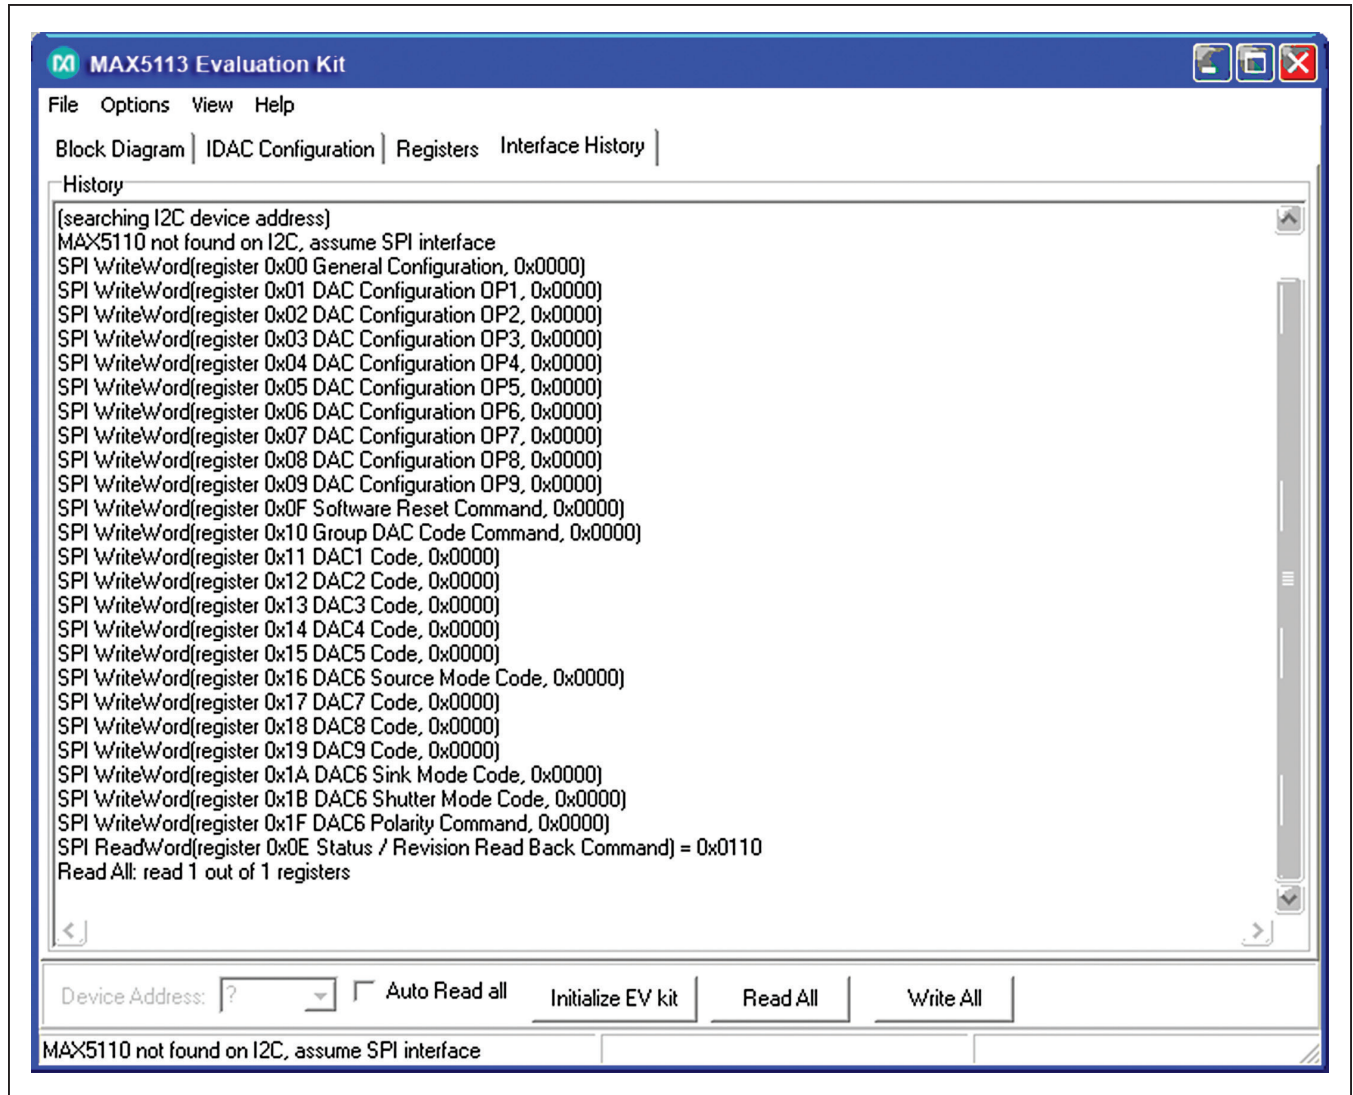 MAX5113 Evaluation Kit
File Options View Help
Block Diagram IDAC Configuration Registers Interface History
History
(searching I2C device address)
MAX5110 not found on I2C, assume SPI interface
SPI WriteWord(register 0x00 General Configuration, 0x0000)
SPI WriteWord(register 0x01 DAC Configuration OP1, 0x0000)
SPI WriteWord(register 0x02 DAC Configuration OP2, 0x0000)
SPI WriteWord(register 0x03 DAC Configuration OP3, 0x0000)
SPI WriteWord(register 0x04 DAC Configuration OP4, 0x0000)
SPI WriteWord(register 0x05 DAC Configuration OP5, 0x0000)
SPI WriteWord(register 0x06 DAC Configuration OP6, 0x0000)
SPI WriteWord(register 0x07 DAC Configuration OP7, 0x0000)
SPI WriteWord(register 0x08 DAC Configuration OP8, 0x0000)
SPI WriteWord(register 0x09 DAC Configuration OP9, 0x0000)
SPI WriteWord(register 0x0F Software Reset Command, 0x0000)
SPI WriteWord(register 0x10 Group DAC Code Command, 0x0000)
SPI WriteWord(register 0x11 DAC1 Code, 0x0000)
SPI WriteWord(register 0x12 DAC2 Code, 0x0000)
SPI WriteWord(register 0x13 DAC3 Code, 0x0000)
SPI WriteWord(register 0x14 DAC4 Code, 0x0000)
SPI WriteWord(register 0x15 DAC5 Code, 0x0000)
SPI WriteWord(register 0x16 DAC6 Source Mode Code, 0x0000)
SPI WriteWord(register 0x17 DAC7 Code, 0x0000)
SPI WriteWord(register 0x18 DAC8 Code, 0x0000)
SPI WriteWord(register 0x19 DAC9 Code, 0x0000)
SPI WriteWord(register 0x1A DAC6 Sink Mode Code, 0x0000)
SPI WriteWord(register 0x1B DAC6 Shutter Mode Code, 0x0000)
SPI WriteWord(register 0x1F DAC6 Polarity Command, 0x0000)
SPI ReadWord(register 0x0E Status / Revision Read Back Command) = 0x0110
Read All: read 1 out of 1 registers
Device Address: ? Auto Read all Initialize EV kit Read All Write All
MAX5110 not found on I2C, assume SPI interface